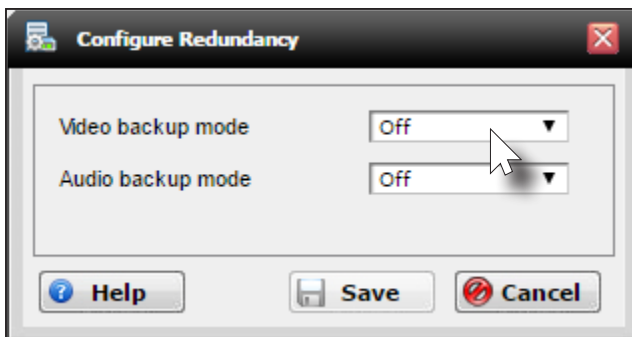 Configure Redundancy
Video backup mode Off
Audio backup mode Off
Help Save Cancel